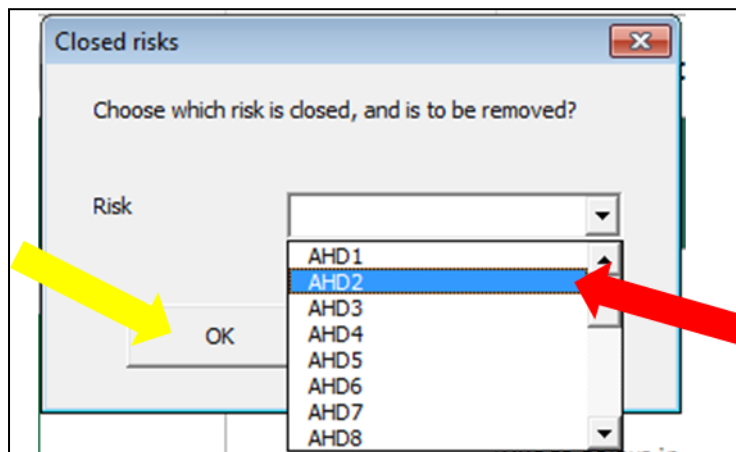 Closed risks
Choose which risk is closed, and is to be removed?
Risk
AHD1
AHD2
AHD3
AHD4
OK
AHD5
AHD6
AHD7
AHD8